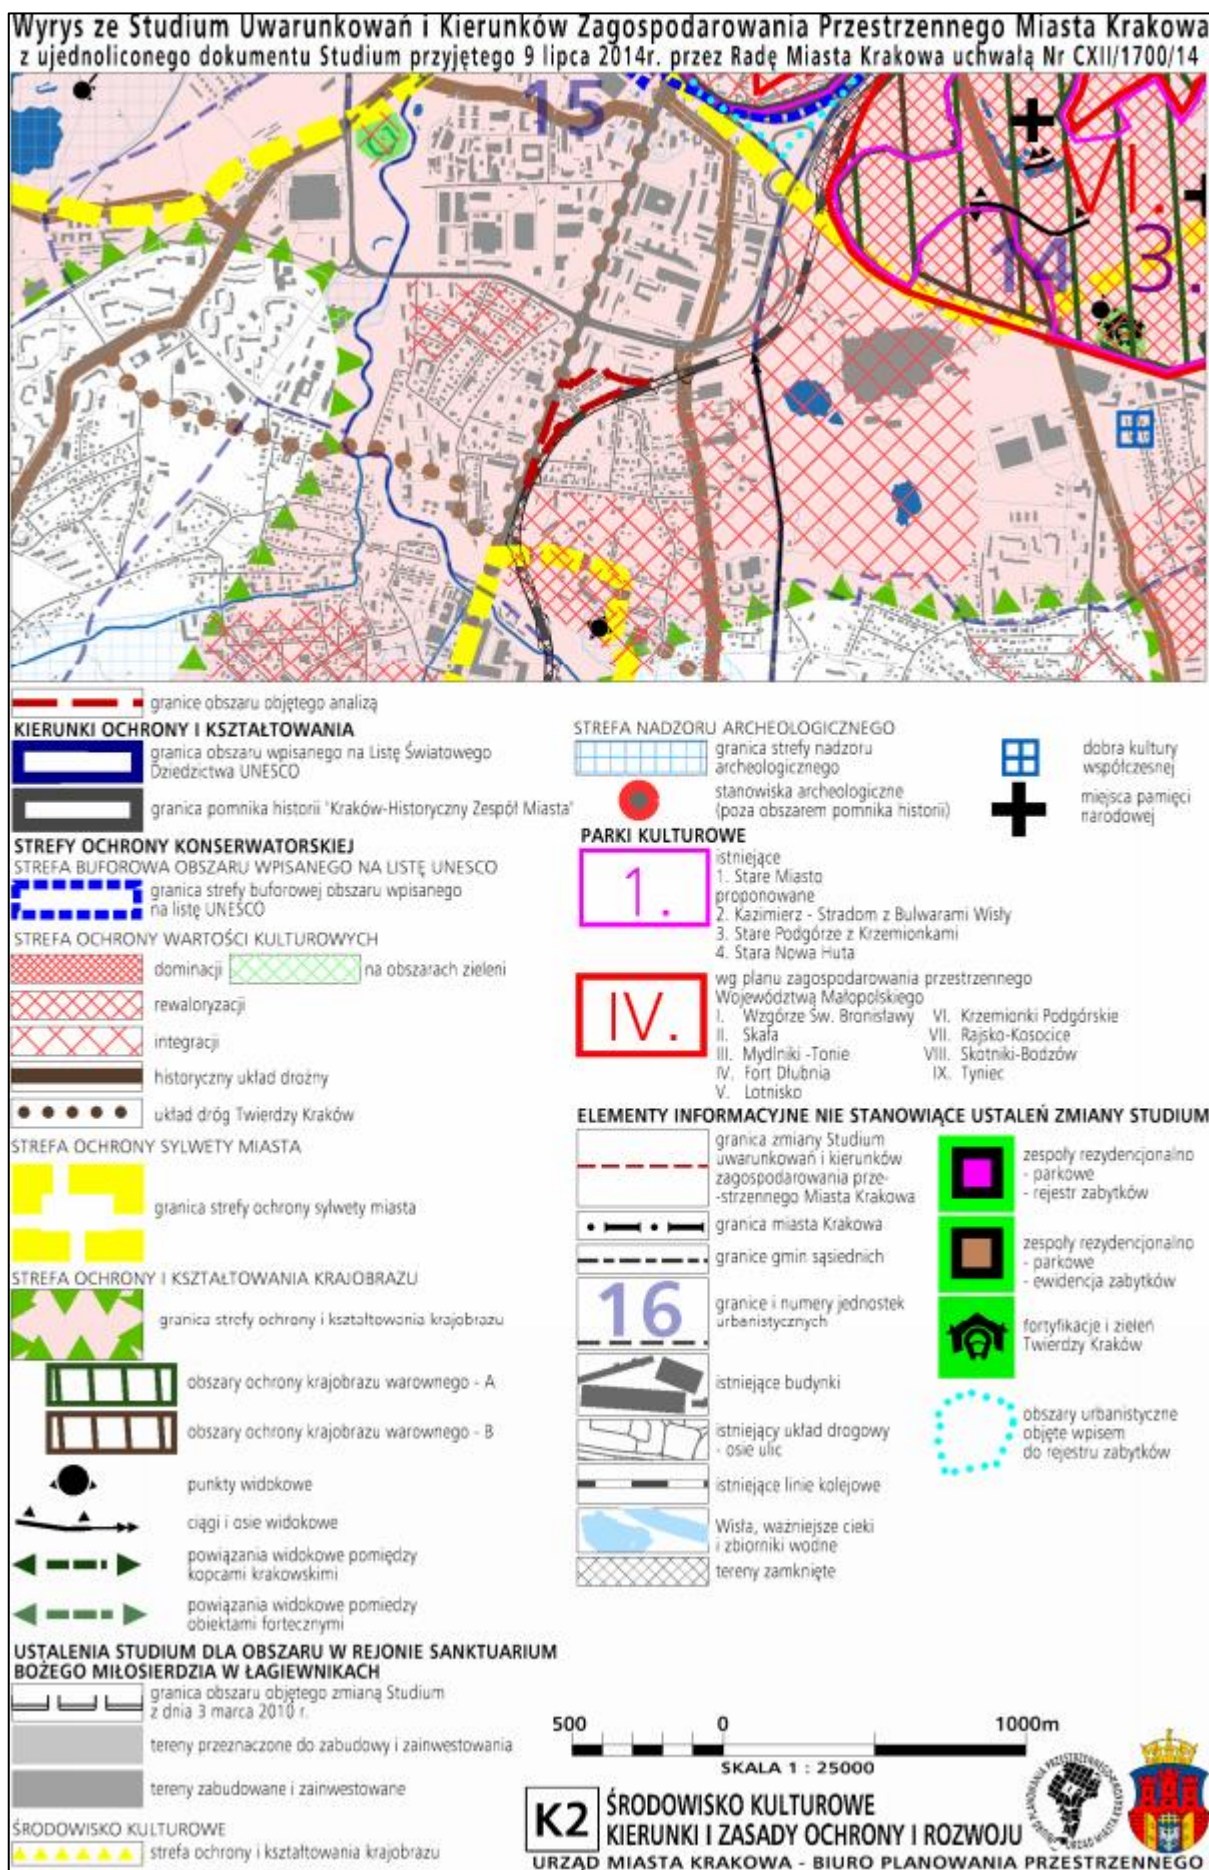 Wyrys ze Studium Uwarunkowań i Kierunków Zagospodarowania Przestrzennego Miasta Krakowa
z ujednoliconego dokumentu Studium przyjętego 9 lipca 2014r. przez Radę Miasta Krakowa uchwałą Nr CXII/1700/14
15
VI.
14
3.
granice obszaru objętego analizą
KIERUNKI OCHRONY I KSZTAŁTOWANIA
granica obszaru wpisanego na Listę Światowego
Dziedzictwa UNESCO
granica pomnika historii "Kraków-Historyczny Zespół Miasta"
STREFY OCHRONY KONSERWATORSKIEJ
STREFA BUFOROWA OBSZARU WPISANEGO NA LISTĘ UNESCO
granica strefy buforowej obszaru wpisanego
na listę UNESCO
STREFA OCHRONY WARTOŚCI KULTUROWYCH
dominacji
na obszarach zieleni
rewaloryzacji
integracji
historyczny układ drożny
układ dróg Twierdzy Kraków
STREFA OCHRONY SYLWETY MIASTA
granica strefy ochrony sylwety miasta
STREFA OCHRONY I KSZTAŁTOWANIA KRAJOBRAZU
granica strefy ochrony i kształtowania krajobrazu
obszary ochrony krajobrazu warownego - A
obszary ochrony krajobrazu warownego - B
punkty widokowe
ciągi i osie widokowe
powiązania widokowe pomiędzy
kopcami krakowskimi
powiązania widokowe pomiedzy
obiektami fortecznymi
USTALENIA STUDIUM DLA OBSZARU W REJONIE SANKTUARIUM
BOŻEGO MIŁOSIERDZIA W ŁAGIEWNIKACH
granica obszaru objętego zmianą Studium
z dnia 3 marca 2010 r.
tereny przeznaczone do zabudowy i zainwestowania
tereny zabudowane i zainwestowane
ŚRODOWISKO KULTUROWE
strefa ochrony i kształtowania krajobrazu
STREFA NADZORU ARCHEOLOGICZNEGO
granica strefy nadzoru
archeologicznego
stanowiska archeologiczne
(poza obszarem pomnika historii)
dobra kultury
współczesnej
miejsca pamięci
narodowej
PARKI KULTUROWE
1.
istniejące
1. Stare Miasto
proponowane
2. Kazimierz - Stradom z Bulwarami Wisły
3. Stare Podgórze z Krzemionkami
4. Stara Nowa Huta
IV.
wg planu zagospodarowania przestrzennego
Województwa Małopolskiego
I. Wzgórze Św. Bronisławy VI. Krzemionki Podgórskie
II. Skała VII. Rajsko-Kosocice
III. Mydlniki -Tonie VIII. Skotniki-Bodzów
IV. Fort Dłubnia IX. Tyniec
V. Lotnisko
ELEMENTY INFORMACYJNE NIE STANOWIĄCE USTALEŃ ZMIANY STUDIUM
granica zmiany Studium
uwarunkowań i kierunków
zagospodarowania prze-
-strzennego Miasta Krakowa
granica miasta Krakowa
granice gmin sąsiednich
16
granice i numery jednostek
urbanistycznych
istniejące budynki
istniejący układ drogowy
- osie ulic
istniejące linie kolejowe
Wisła, ważniejsze cieki
i zbiorniki wodne
tereny zamknięte
zespoły rezydencjonalno
- parkowe
- rejestr zabytków
zespoły rezydencjonalno
- parkowe
- ewidencja zabytków
fortyfikacje i zieleń
Twierdzy Kraków
obszary urbanistyczne
objęte wpisem
do rejestru zabytków
500 0 1000m
SKALA 1 : 25000
K2
ŚRODOWISKO KULTUROWE
KIERUNKI I ZASADY OCHRONY I ROZWOJU
URZĄD MIASTA KRAKOWA - BIURO PLANOWANIA PRZESTRZENNEGO